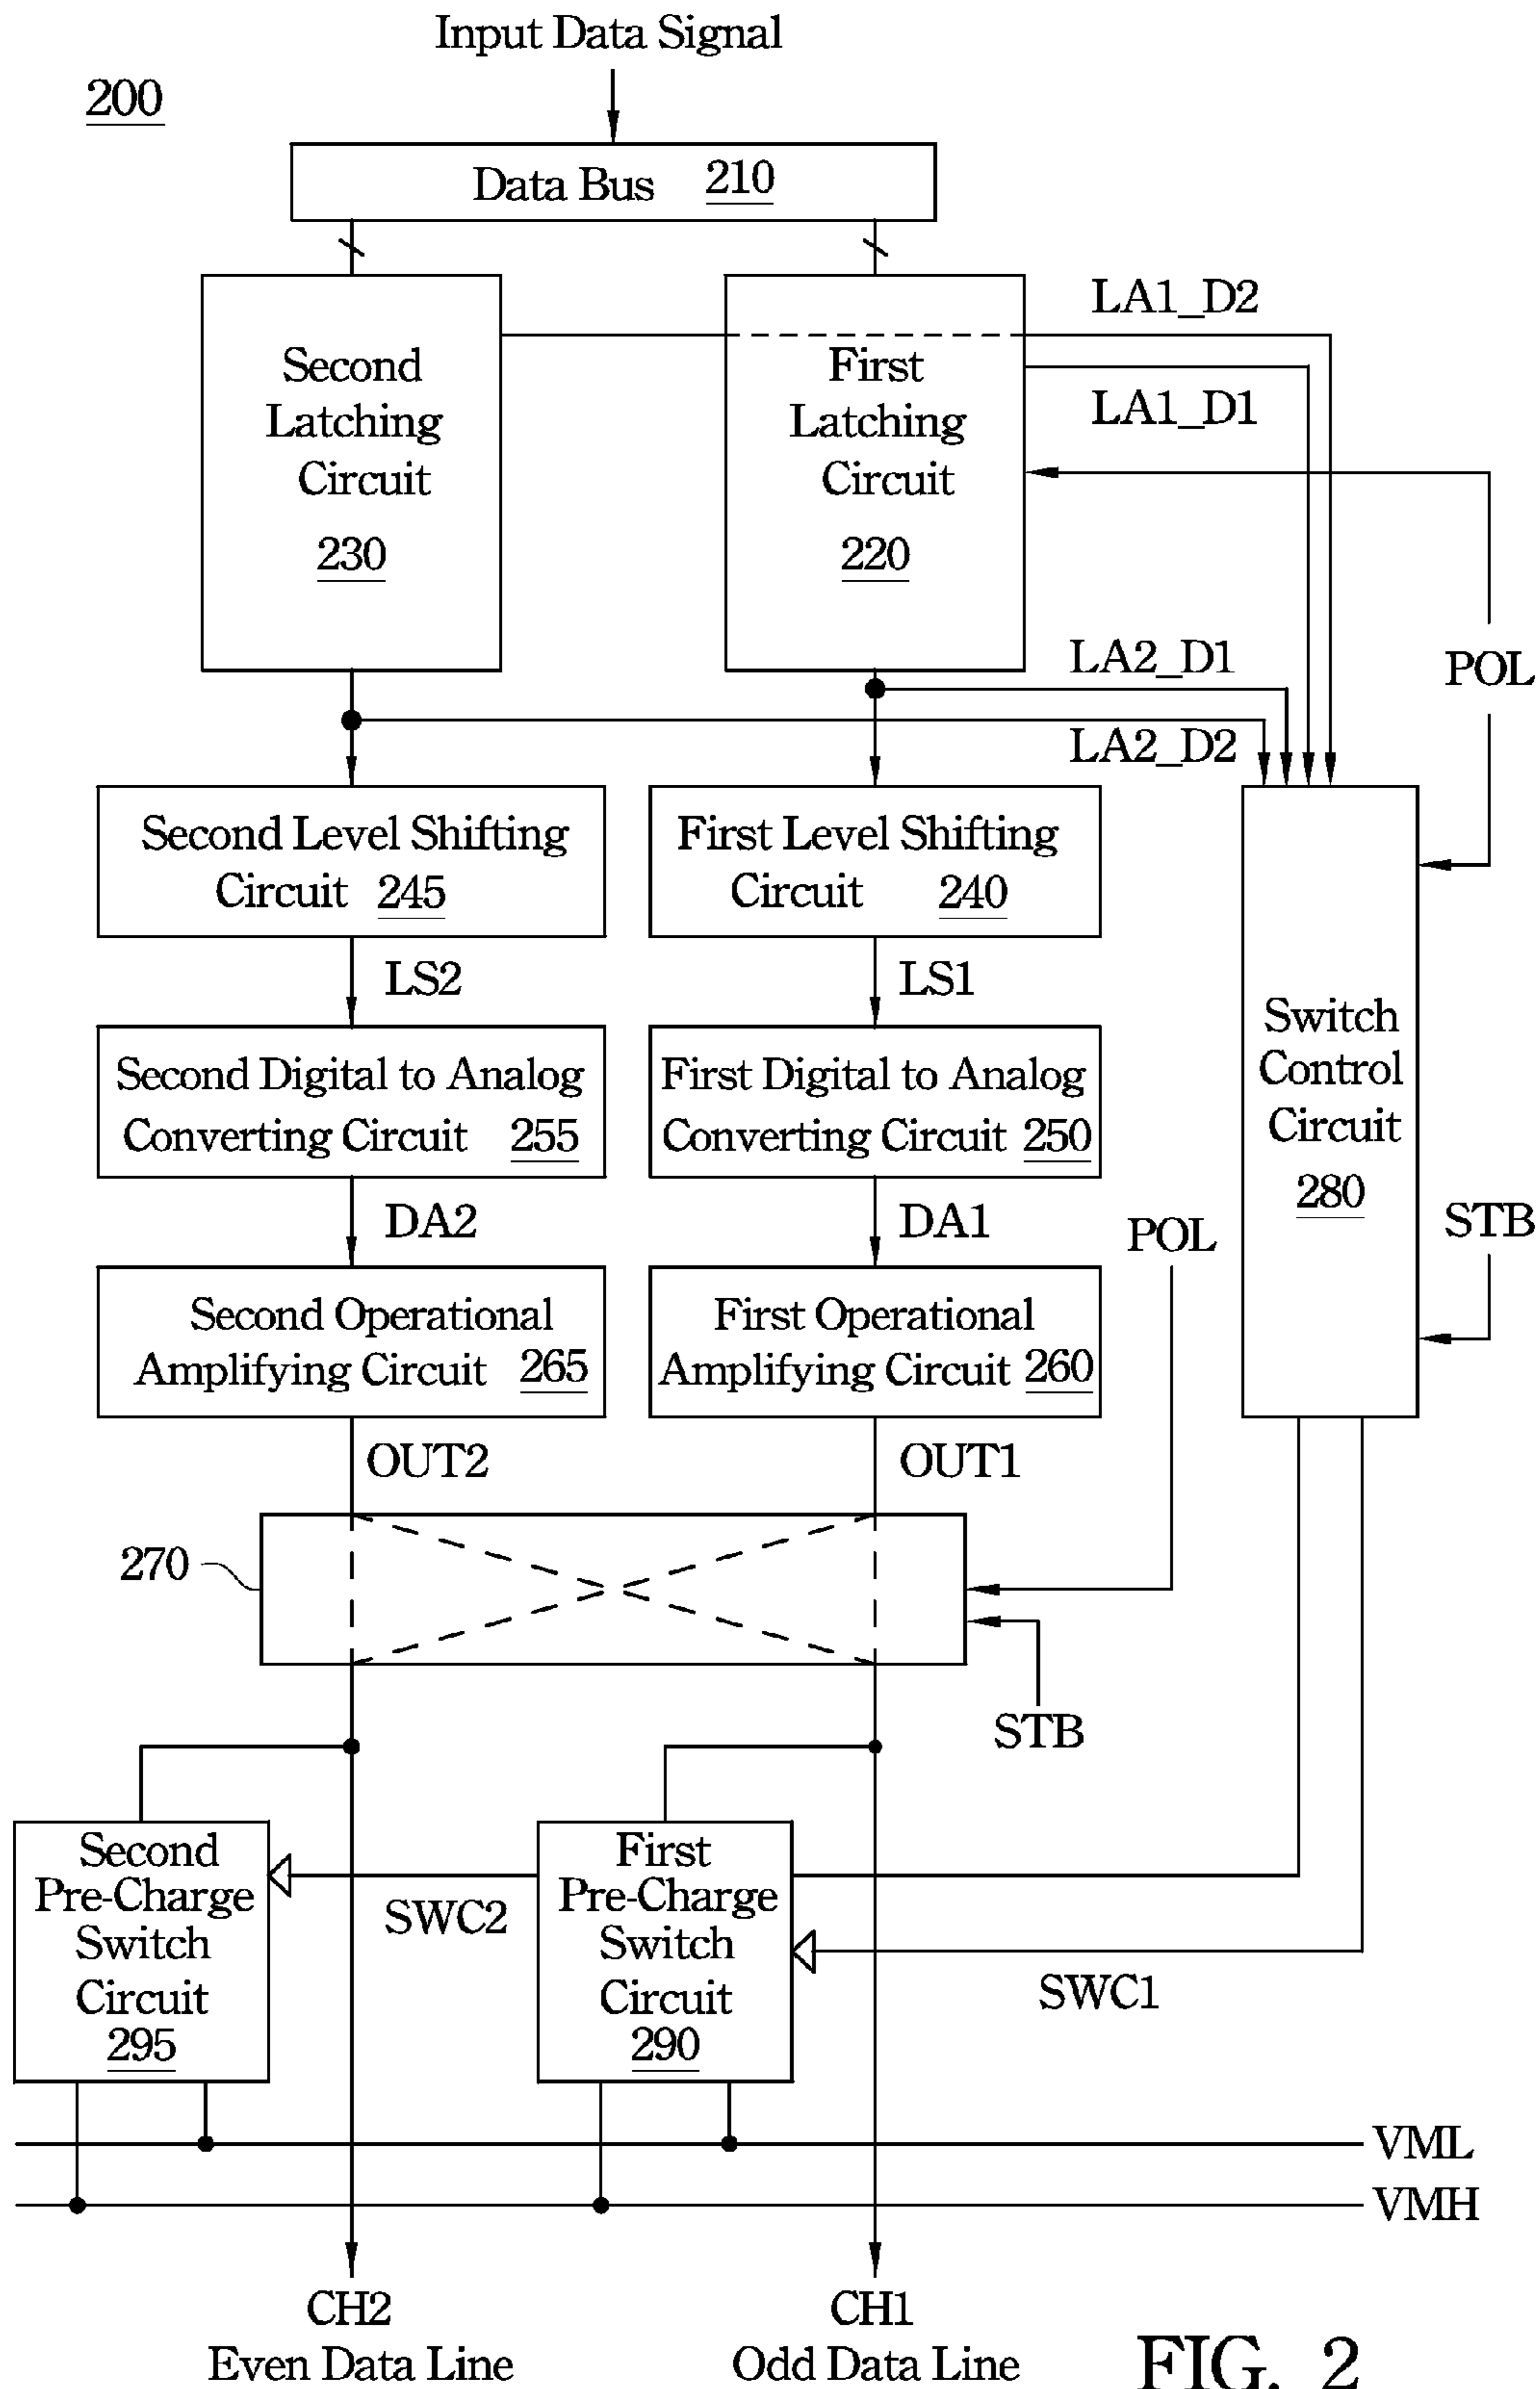 Input Data Signal
200
Data Bus 210
Second
Latching
Circuit
230
First
Latching
Circuit
220
LA1_D2
LA1_D1
POL
LA2_D1
LA2_D2
Second Level Shifting
Circuit 245
First Level Shifting
Circuit 240
LS2
LS1
Switch
Control
Circuit
280
Second Digital to Analog
Converting Circuit 255
First Digital to Analog
Converting Circuit 250
DA2
DA1
POL
STB
Second Operational
Amplifying Circuit 265
First Operational
Amplifying Circuit 260
OUT2
OUT1
270
STB
Second
Pre-Charge
Switch
Circuit
295
SWC2
First
Pre-Charge
Switch
Circuit
290
SWC1
VML
VMH
CH2
Even Data Line
CH1
Odd Data Line
FIG. 2